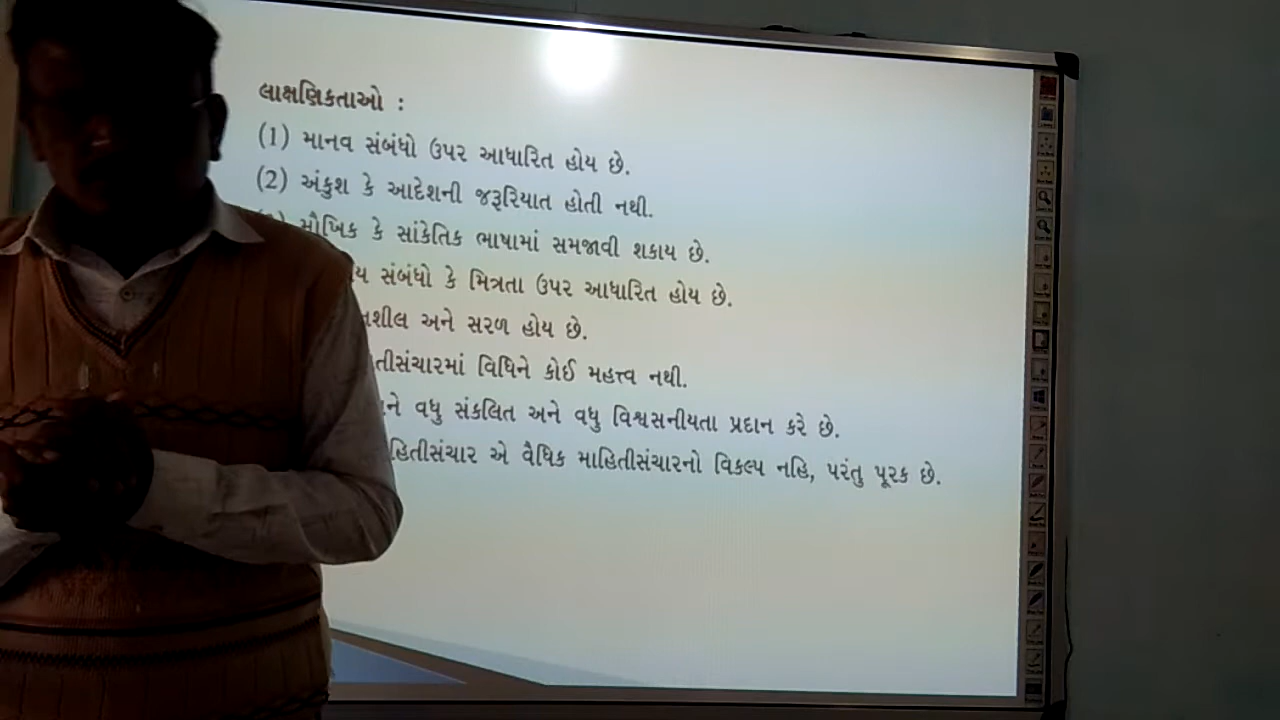 લાક્ષણિકતાઓ :
(1) માનવ સંબંધો ઉપર આધારિત હોય છે.
(2) અંકુશ કે આદેશની જરૂરિયાત હોતી નથી.
મૌખિક કે સાંકેતિક ભાષામાં સમજાવી શકાય છે.
સંબંધો કે મિત્રતા ઉપર આધારિત હોય છે.
અને સરળ હોય છે.
વિધિને કોઈ મહત્ત્વ નથી.
વધુ સંકલિત અને વધુ વિશ્વસનીયતા પ્રદાન કરે છે.
એ વૈધિક માહિતીસંચારનો વિકલ્પ નહિ, પરંતુ પૂરક છે.